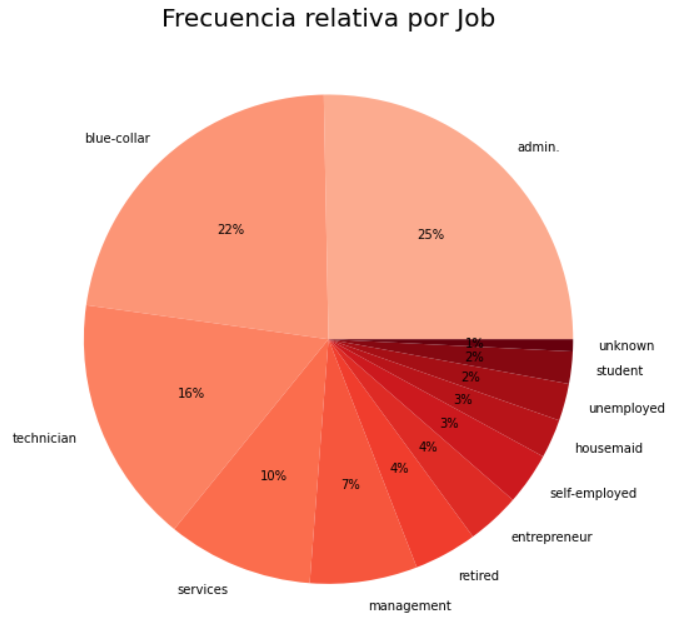 Frecuencia relativa por Job
blue-collar
admin.
22%
25%
1%
unknown
2%
student
2%
unemployed
16%
3%
3%
technician
4%
housemaid
4%
10%
7%
self-employed
entrepreneur
retired
services
management